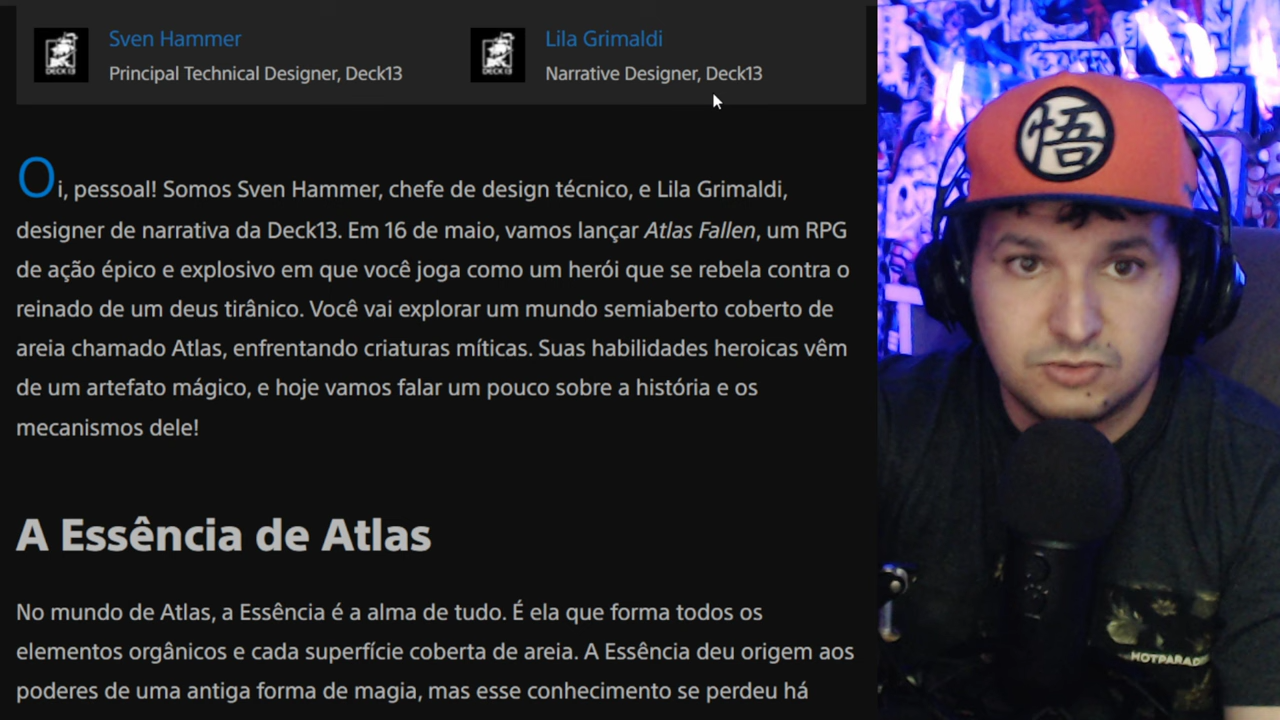 Sven Hammer
Principal Technical Designer, Deck13
Lila Grimaldi
Narrative Designer, Deck13
DECK13
DECK13
Oi, pessoal! Somos Sven Hammer, chefe de design técnico, e Lila Grimaldi,
designer de narrativa da Deck13. Em 16 de maio, vamos lançar Atlas Fallen, um RPG
de ação épico e explosivo em que você joga como um herói que se rebela contra o
reinado de um deus tirânico. Você vai explorar um mundo semiaberto coberto de
areia chamado Atlas, enfrentando criaturas míticas. Suas habilidades heroicas vêm
de um artefato mágico, e hoje vamos falar um pouco sobre a história e os
mecanismos dele!
A Essência de Atlas
No mundo de Atlas, a Essência é a alma de tudo. É ela que forma todos os
elementos orgânicos e cada superfície coberta de areia. A Essência deu origem aos
poderes de uma antiga forma de magia, mas esse conhecimento se perdeu há
悟